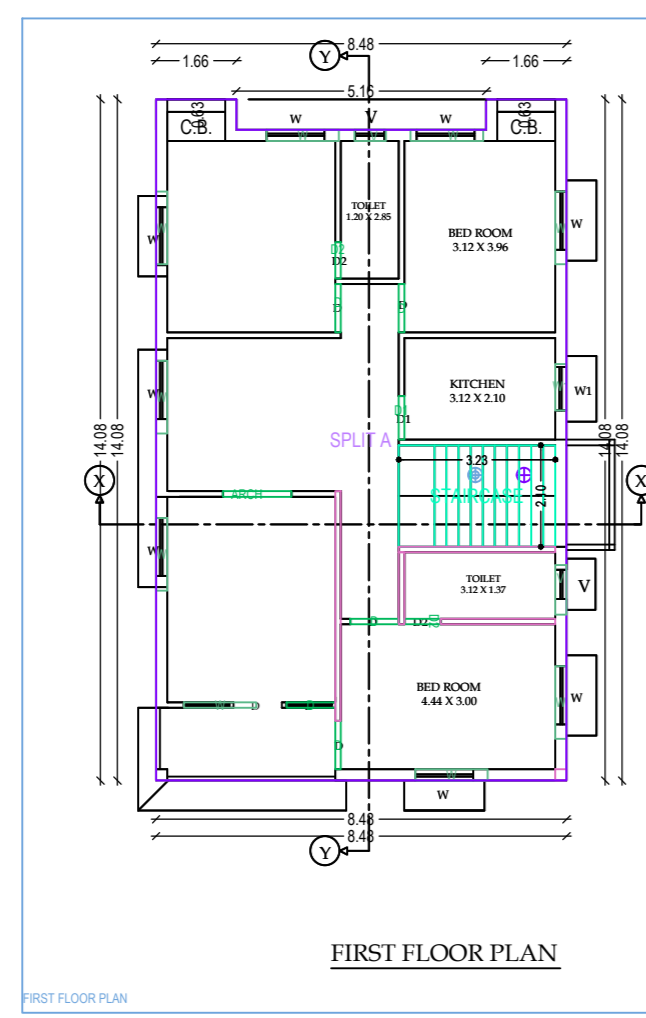 8.48
Y
1.66
1.66
5.16
0.63
C.B.
W
W
V
W
W
0.63
C.B.
TOILET
1.20 X 2.85
BED ROOM
3.12 X 3.96
W
W
W
W
D2
D2
D
D
D
KITCHEN
3.12 X 2.10
W
W
W
W1
D1
D1
14.08
14.08
SPLIT A
14.08
14.08
3.23
X
X
ARCH
STAIRCASE
2.10
W
W
TOILET
3.12 X 1.37
V
V
D
D2
D2
BED ROOM
4.44 X 3.00
W
W
W
D
D
D
W
W
8.48
8.48
Y
FIRST FLOOR PLAN
FIRST FLOOR PLAN